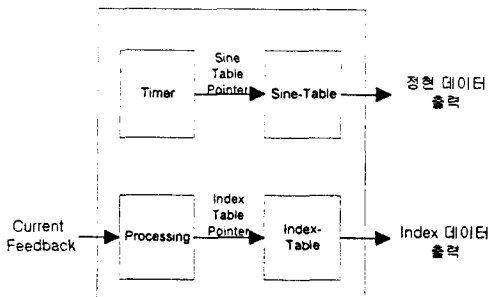 Timer
Sine
Table
Pointer
Sine-Table
정현 데이터
출력
Current
Feedback
Processing
Index
Table
Pointer
Index-
Table
Index 데이터
출력